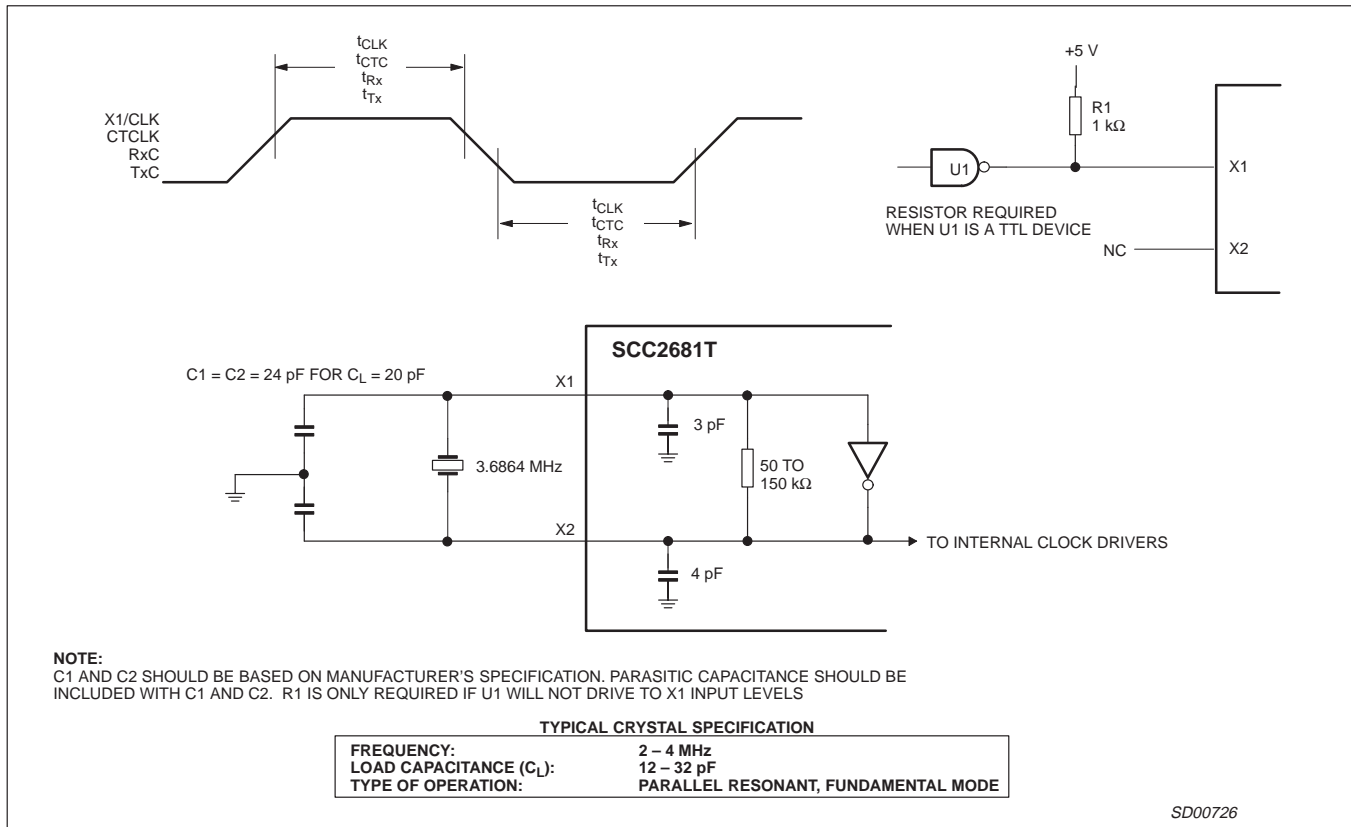 tCLK
tCTC
tRx
tTx
X1/CLK
CTCLK
RxC
TxC
tCLK
tCTC
tRx
tTx
+5 V
R1
1 kΩ
U1
X1
RESISTOR REQUIRED
WHEN U1 IS A TTL DEVICE
NC
X2
SCC2681T
C1 = C2 = 24 pF FOR CL = 20 pF
X1
3 pF
3.6864 MHz
50 TO
150 kΩ
X2
TO INTERNAL CLOCK DRIVERS
4 pF
NOTE:
C1 AND C2 SHOULD BE BASED ON MANUFACTURER'S SPECIFICATION. PARASITIC CAPACITANCE SHOULD BE
INCLUDED WITH C1 AND C2. R1 IS ONLY REQUIRED IF U1 WILL NOT DRIVE TO X1 INPUT LEVELS
TYPICAL CRYSTAL SPECIFICATION
FREQUENCY: 2 – 4 MHz
LOAD CAPACITANCE (CL): 12 – 32 pF
TYPE OF OPERATION: PARALLEL RESONANT, FUNDAMENTAL MODE
SD00726